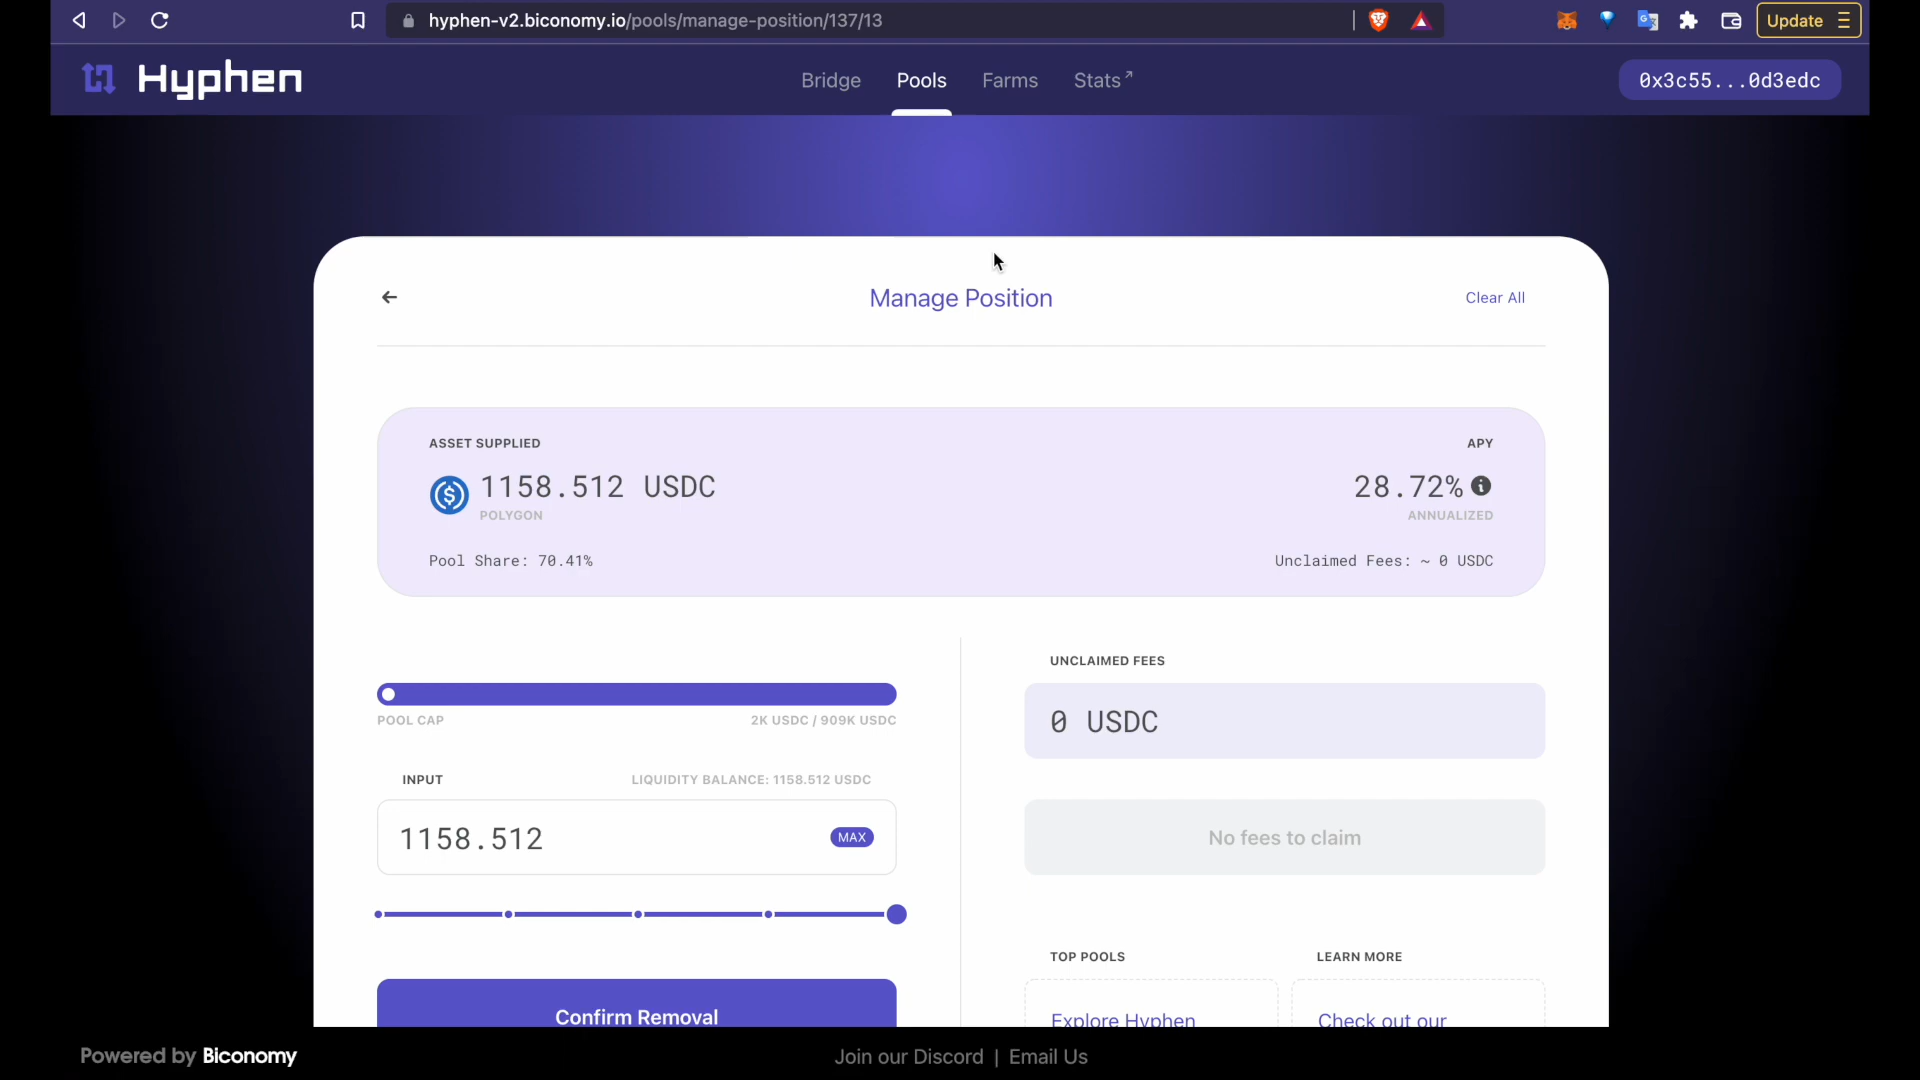 hyphen-v2.biconomy.io/pools/manage-position/137/13
Update
Hyphen
Bridge
Pools
Farms
Stats↗
0x3c55...0d3edc
←
Manage Position
Clear All
ASSET SUPPLIED
APY
1158.512 USDC
28.72%
POLYGON
ANNUALIZED
Pool Share: 70.41%
Unclaimed Fees: ~ 0 USDC
POOL CAP
2K USDC / 909K USDC
INPUT
LIQUIDITY BALANCE: 1158.512 USDC
1158.512
MAX
Confirm Removal
UNCLAIMED FEES
0 USDC
No fees to claim
TOP POOLS
LEARN MORE
Explore Hyphen
Check out our
Powered by Biconomy
Join our Discord | Email Us